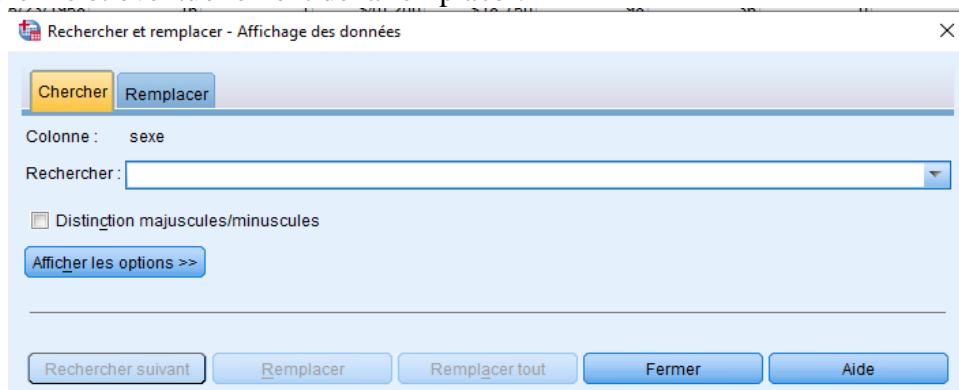 Rechercher et remplacer - Affichage des données
Chercher Remplacer
Colonne : sexe
Rechercher :
Distinction majuscules/minuscules
Afficher les options >>
Rechercher suivant Remplacer Remplacer tout Fermer Aide